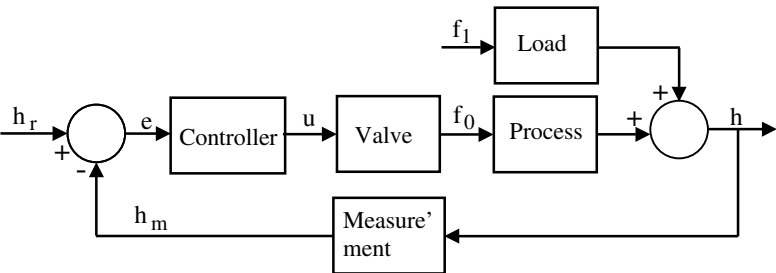 f1
Load
hr
+
-
e
Controller
u
Valve
f0
Process
+
+
h
hm
Measure’
ment